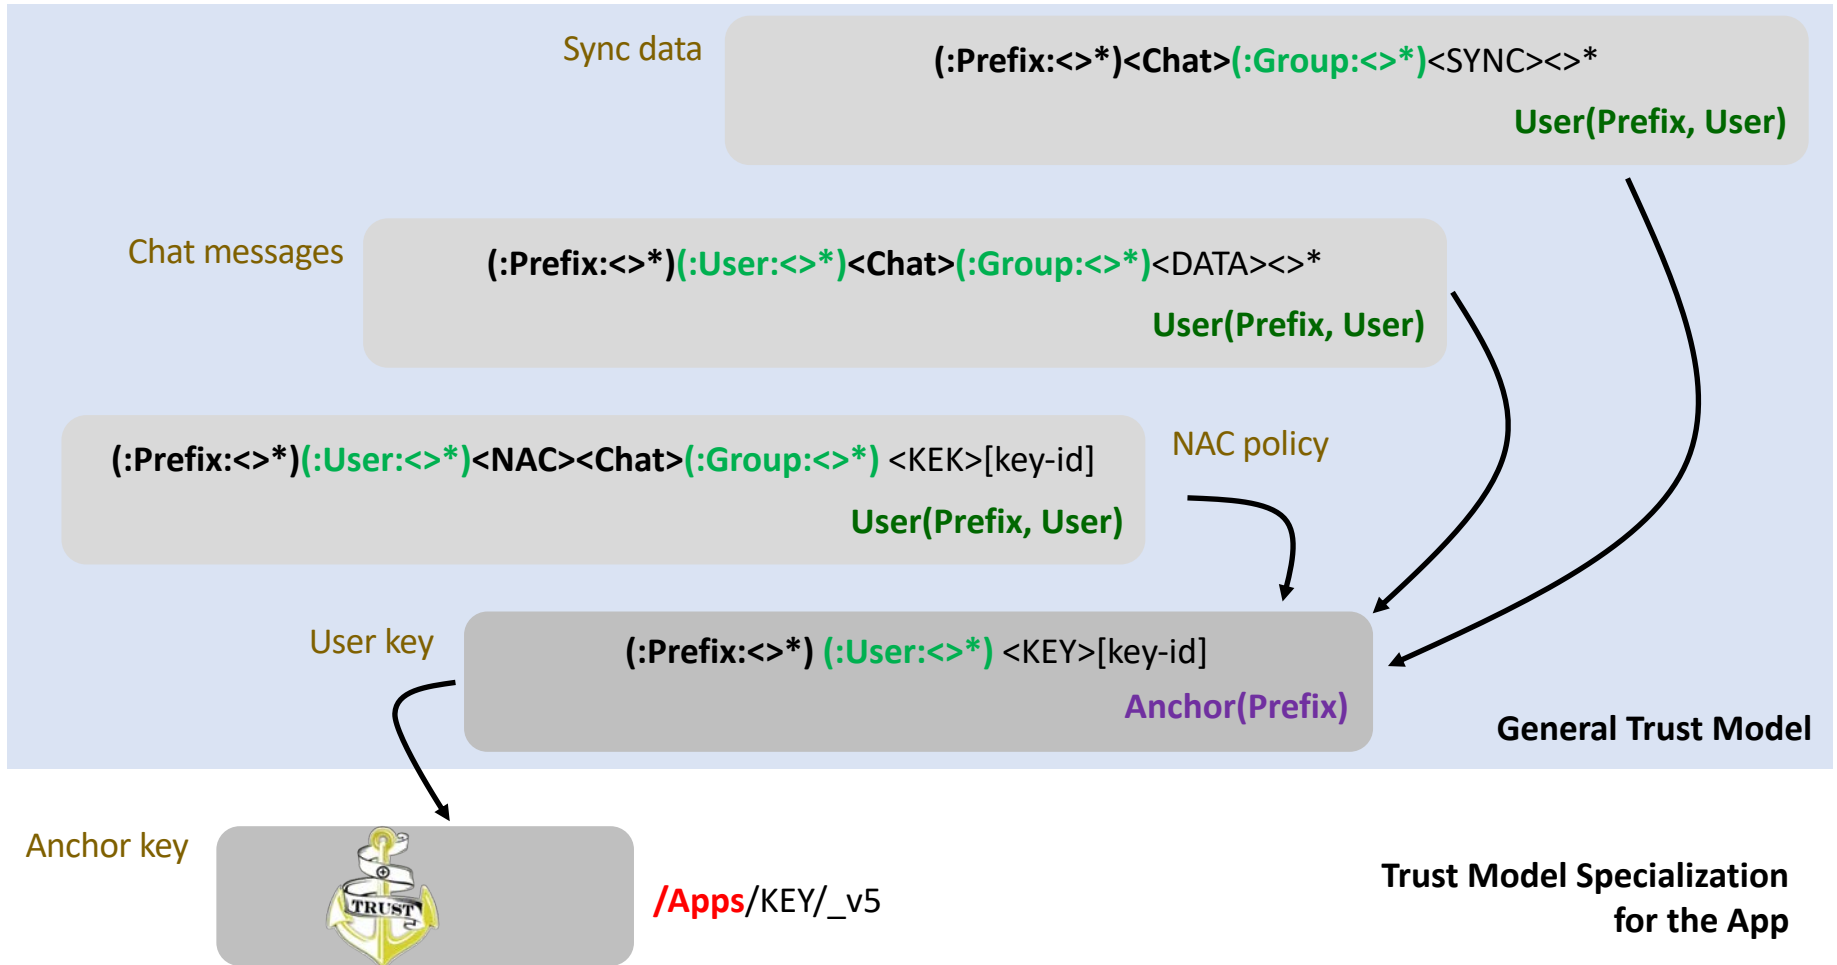 Sync data
(:Prefix:<>*)<Chat>(:Group:<>*)<SYNC><>*
User(Prefix, User)
Chat messages
(:Prefix:<>*)(:User:<>*)<Chat>(:Group:<>*)<DATA><>*
User(Prefix, User)
(:Prefix:<>*)(:User:<>*)<NAC><Chat>(:Group:<>*) <KEK>[key-id]
NAC policy
User(Prefix, User)
User key
(:Prefix:<>*) (:User:<>*) <KEY>[key-id]
Anchor(Prefix)
General Trust Model
Anchor key
TRUST
/Apps/KEY/_v5
Trust Model Specialization
for the App